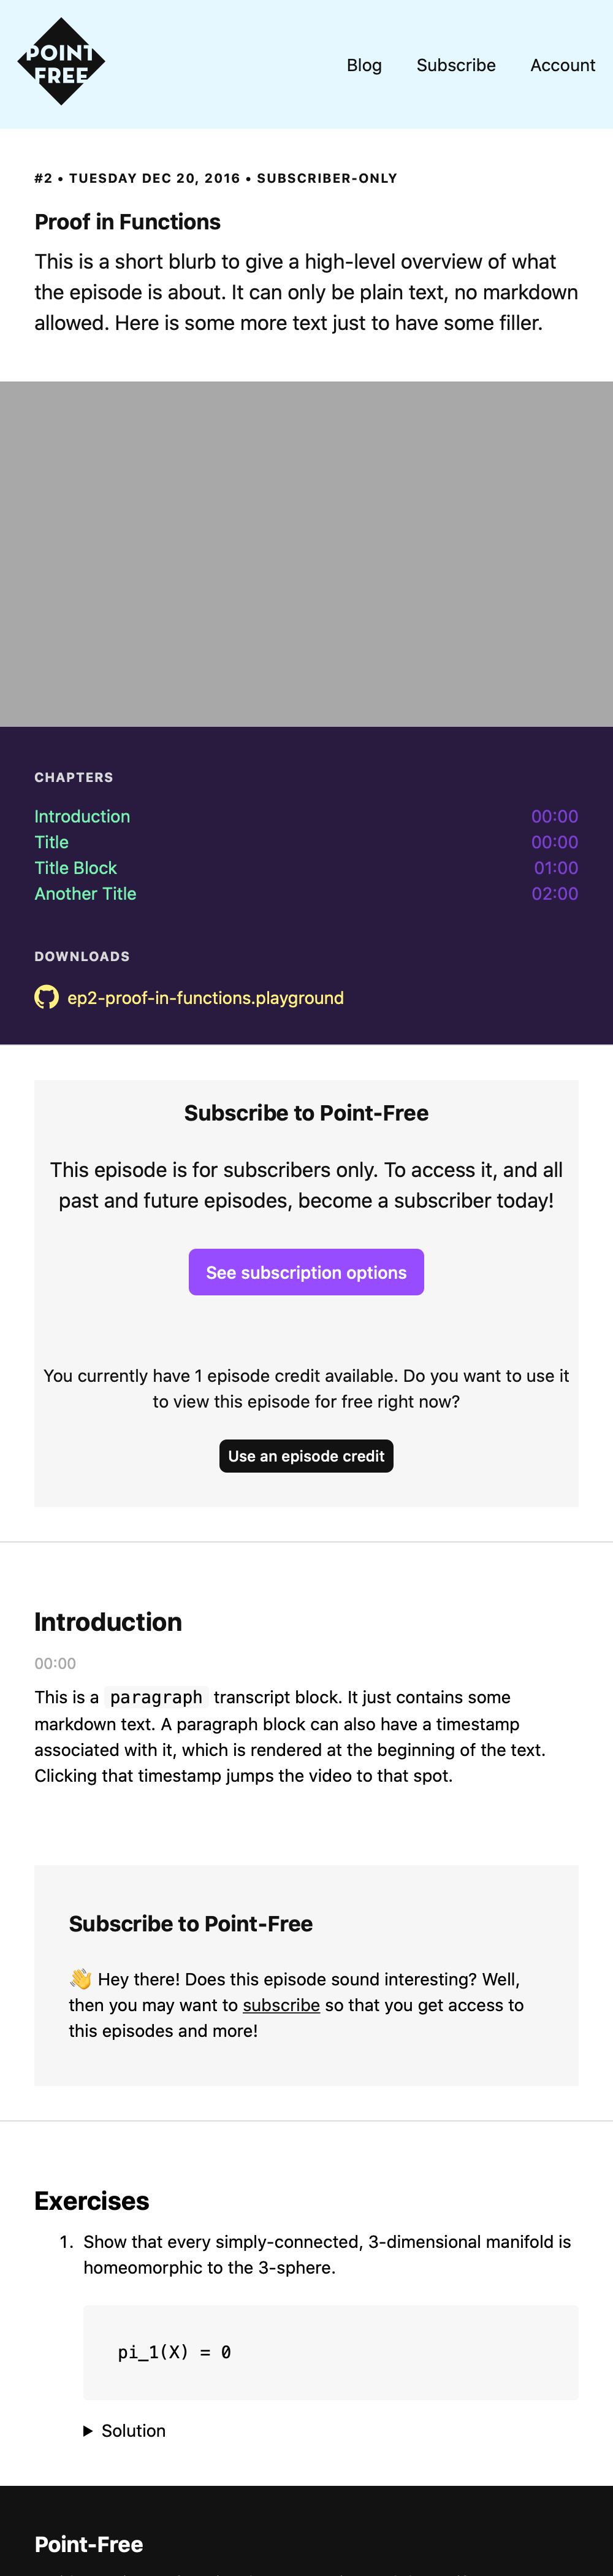 POINT
FREE
Blog Subscribe Account
#2 • TUESDAY DEC 20, 2016 • SUBSCRIBER-ONLY
Proof in Functions
This is a short blurb to give a high-level overview of what
the episode is about. It can only be plain text, no markdown
allowed. Here is some more text just to have some filler.
CHAPTERS
Introduction 00:00
Title 00:00
Title Block 01:00
Another Title 02:00
DOWNLOADS
ep2-proof-in-functions.playground
Subscribe to Point-Free
This episode is for subscribers only. To access it, and all
past and future episodes, become a subscriber today!
See subscription options
You currently have 1 episode credit available. Do you want to use it
to view this episode for free right now?
Use an episode credit
Introduction
00:00
This is a paragraph transcript block. It just contains some
markdown text. A paragraph block can also have a timestamp
associated with it, which is rendered at the beginning of the text.
Clicking that timestamp jumps the video to that spot.
Subscribe to Point-Free
👋 Hey there! Does this episode sound interesting? Well,
then you may want to subscribe so that you get access to
this episodes and more!
Exercises
1. Show that every simply-connected, 3-dimensional manifold is
homeomorphic to the 3-sphere.
pi_1(X) = 0
▶ Solution
Point-Free